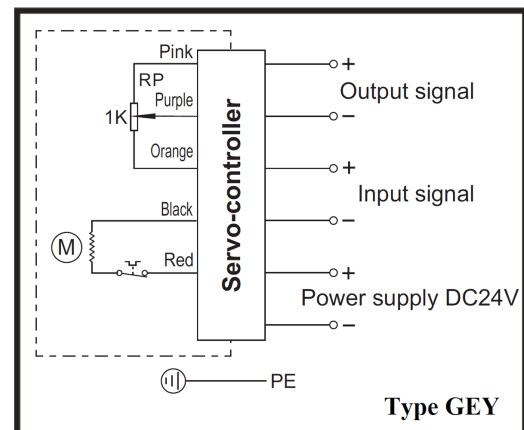 Pink
RP
Purple
1K
Orange
Black
M
Red
Servo-controller
+
Output signal
−
+
Input signal
−
+
Power supply DC24V
−
PE
Type GEY